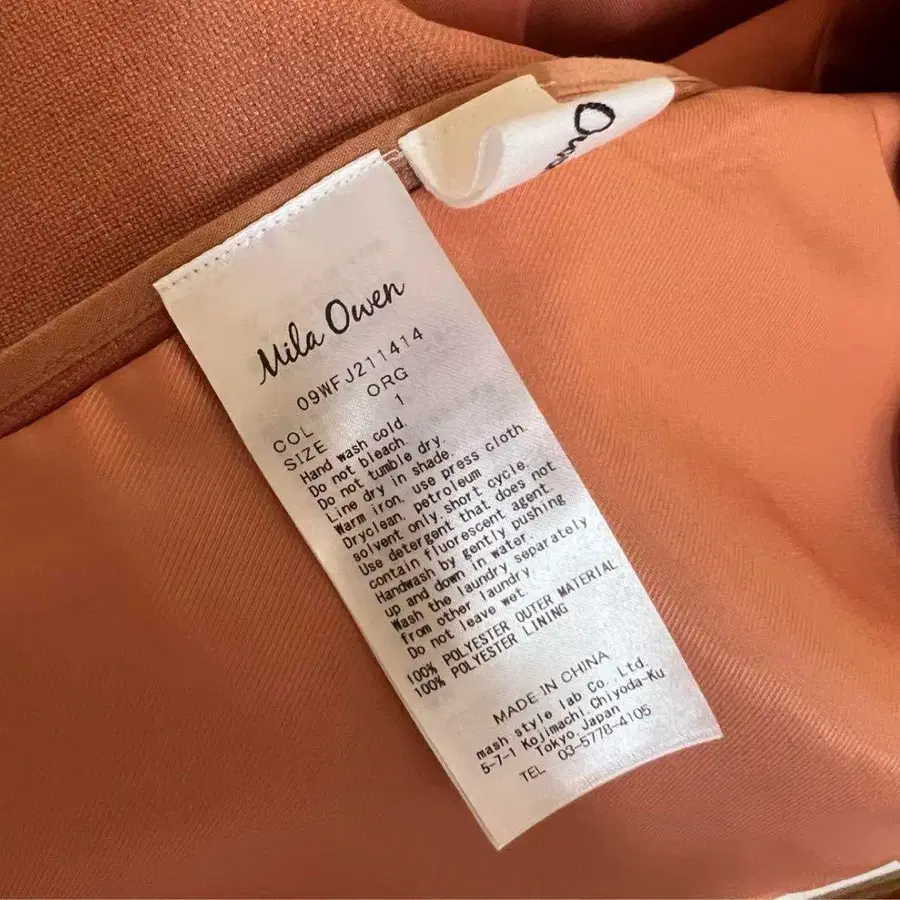 Mila Owen
09WFJ211414
COL ORG
SIZE 1
Hand wash cold.
Do not bleach.
Do not tumble dry.
Line dry in shade.
Warm iron, use press cloth.
Dryclean, petroleum
solvent only, short cycle.
Use detergent that does not
contain fluorescent agent.
Handwash by gently pushing
up and down in water.
Wash the laundry separately
from other laundry.
Do not leave wet.
100% POLYESTER OUTER MATERIAL
100% POLYESTER LINING
MADE IN CHINA
mash style lab Co. Ltd.
5-7-1 Kojimachi,Chiyoda-Ku
Tokyo,Japan
TEL 03-5778-4105